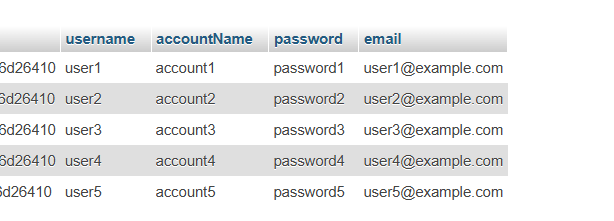 username accountName password email
6d26410 user1 account1 password1 user1@example.com
6d26410 user2 account2 password2 user2@example.com
6d26410 user3 account3 password3 user3@example.com
6d26410 user4 account4 password4 user4@example.com
6d26410 user5 account5 password5 user5@example.com